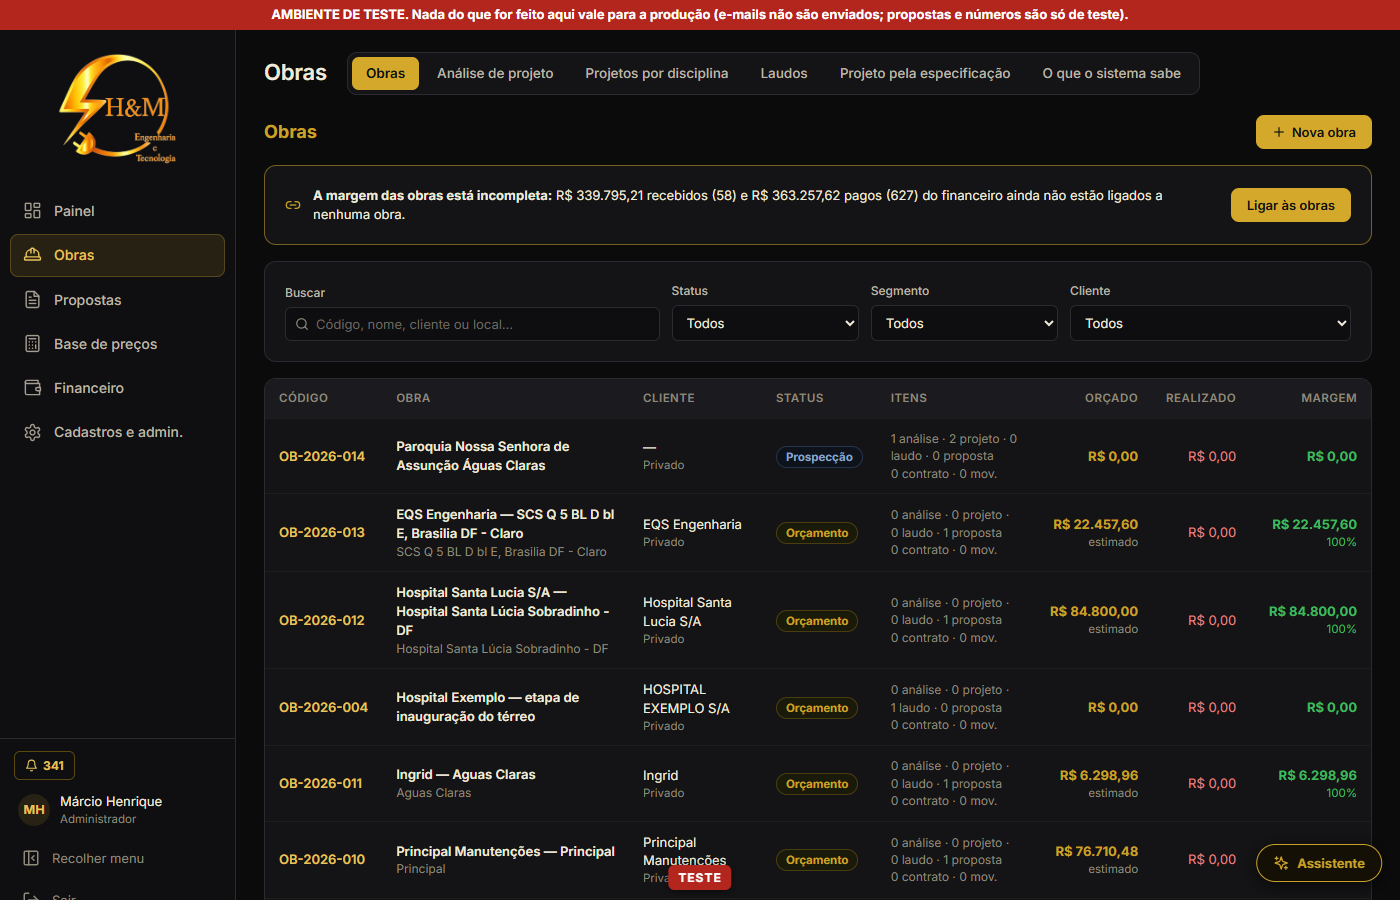 AMBIENTE DE TESTE. Nada do que for feito aqui vale para a produção (e-mails não são enviados; propostas e números são só de teste).
H&M
Engenharia
e
Tecnologia
Painel
Obras
Propostas
Base de preços
Financeiro
Cadastros e admin.
341
MH
Márcio Henrique
Administrador
Recolher menu
Sair
Obras
Obras
Análise de projeto
Projetos por disciplina
Laudos
Projeto pela especificação
O que o sistema sabe
Obras
Nova obra
A margem das obras está incompleta: R$ 339.795,21 recebidos (58) e R$ 363.257,62 pagos (627) do financeiro ainda não estão ligados a
nenhuma obra.
Ligar às obras
Buscar
Código, nome, cliente ou local...
Status
Todos
Segmento
Todos
Cliente
Todos
CÓDIGO OBRA CLIENTE STATUS ITENS ORÇADO REALIZADO MARGEM
OB-2026-014
Paroquia Nossa Senhora de
Assunção Águas Claras
—
Privado
Prospecção
1 análise · 2 projeto · 0
laudo · 0 proposta
0 contrato · 0 mov.
R$ 0,00
R$ 0,00
R$ 0,00
OB-2026-013
EQS Engenharia — SCS Q 5 BL D bl
E, Brasilia DF - Claro
SCS Q 5 BL D bl E, Brasilia DF - Claro
EQS Engenharia
Privado
Orçamento
0 análise · 0 projeto ·
0 laudo · 1 proposta
0 contrato · 0 mov.
R$ 22.457,60
estimado
R$ 0,00
R$ 22.457,60
100%
OB-2026-012
Hospital Santa Lucia S/A —
Hospital Santa Lúcia Sobradinho -
DF
Hospital Santa Lúcia Sobradinho - DF
Hospital Santa
Lucia S/A
Privado
Orçamento
0 análise · 0 projeto ·
0 laudo · 1 proposta
0 contrato · 0 mov.
R$ 84.800,00
estimado
R$ 0,00
R$ 84.800,00
100%
OB-2026-004
Hospital Exemplo — etapa de
inauguração do térreo
HOSPITAL
EXEMPLO S/A
Privado
Orçamento
0 análise · 0 projeto ·
1 laudo · 0 proposta
0 contrato · 0 mov.
R$ 0,00
R$ 0,00
R$ 0,00
OB-2026-011
Ingrid — Aguas Claras
Aguas Claras
Ingrid
Privado
Orçamento
0 análise · 0 projeto ·
0 laudo · 1 proposta
0 contrato · 0 mov.
R$ 6.298,96
estimado
R$ 0,00
R$ 6.298,96
100%
OB-2026-010
Principal Manutenções — Principal
Principal
Principal
Manutenções
Orçamento
0 análise · 0 projeto ·
0 laudo · 1 proposta
0 contrato · 0 mov.
R$ 76.710,48
estimado
R$ 0,00
TESTE
Assistente